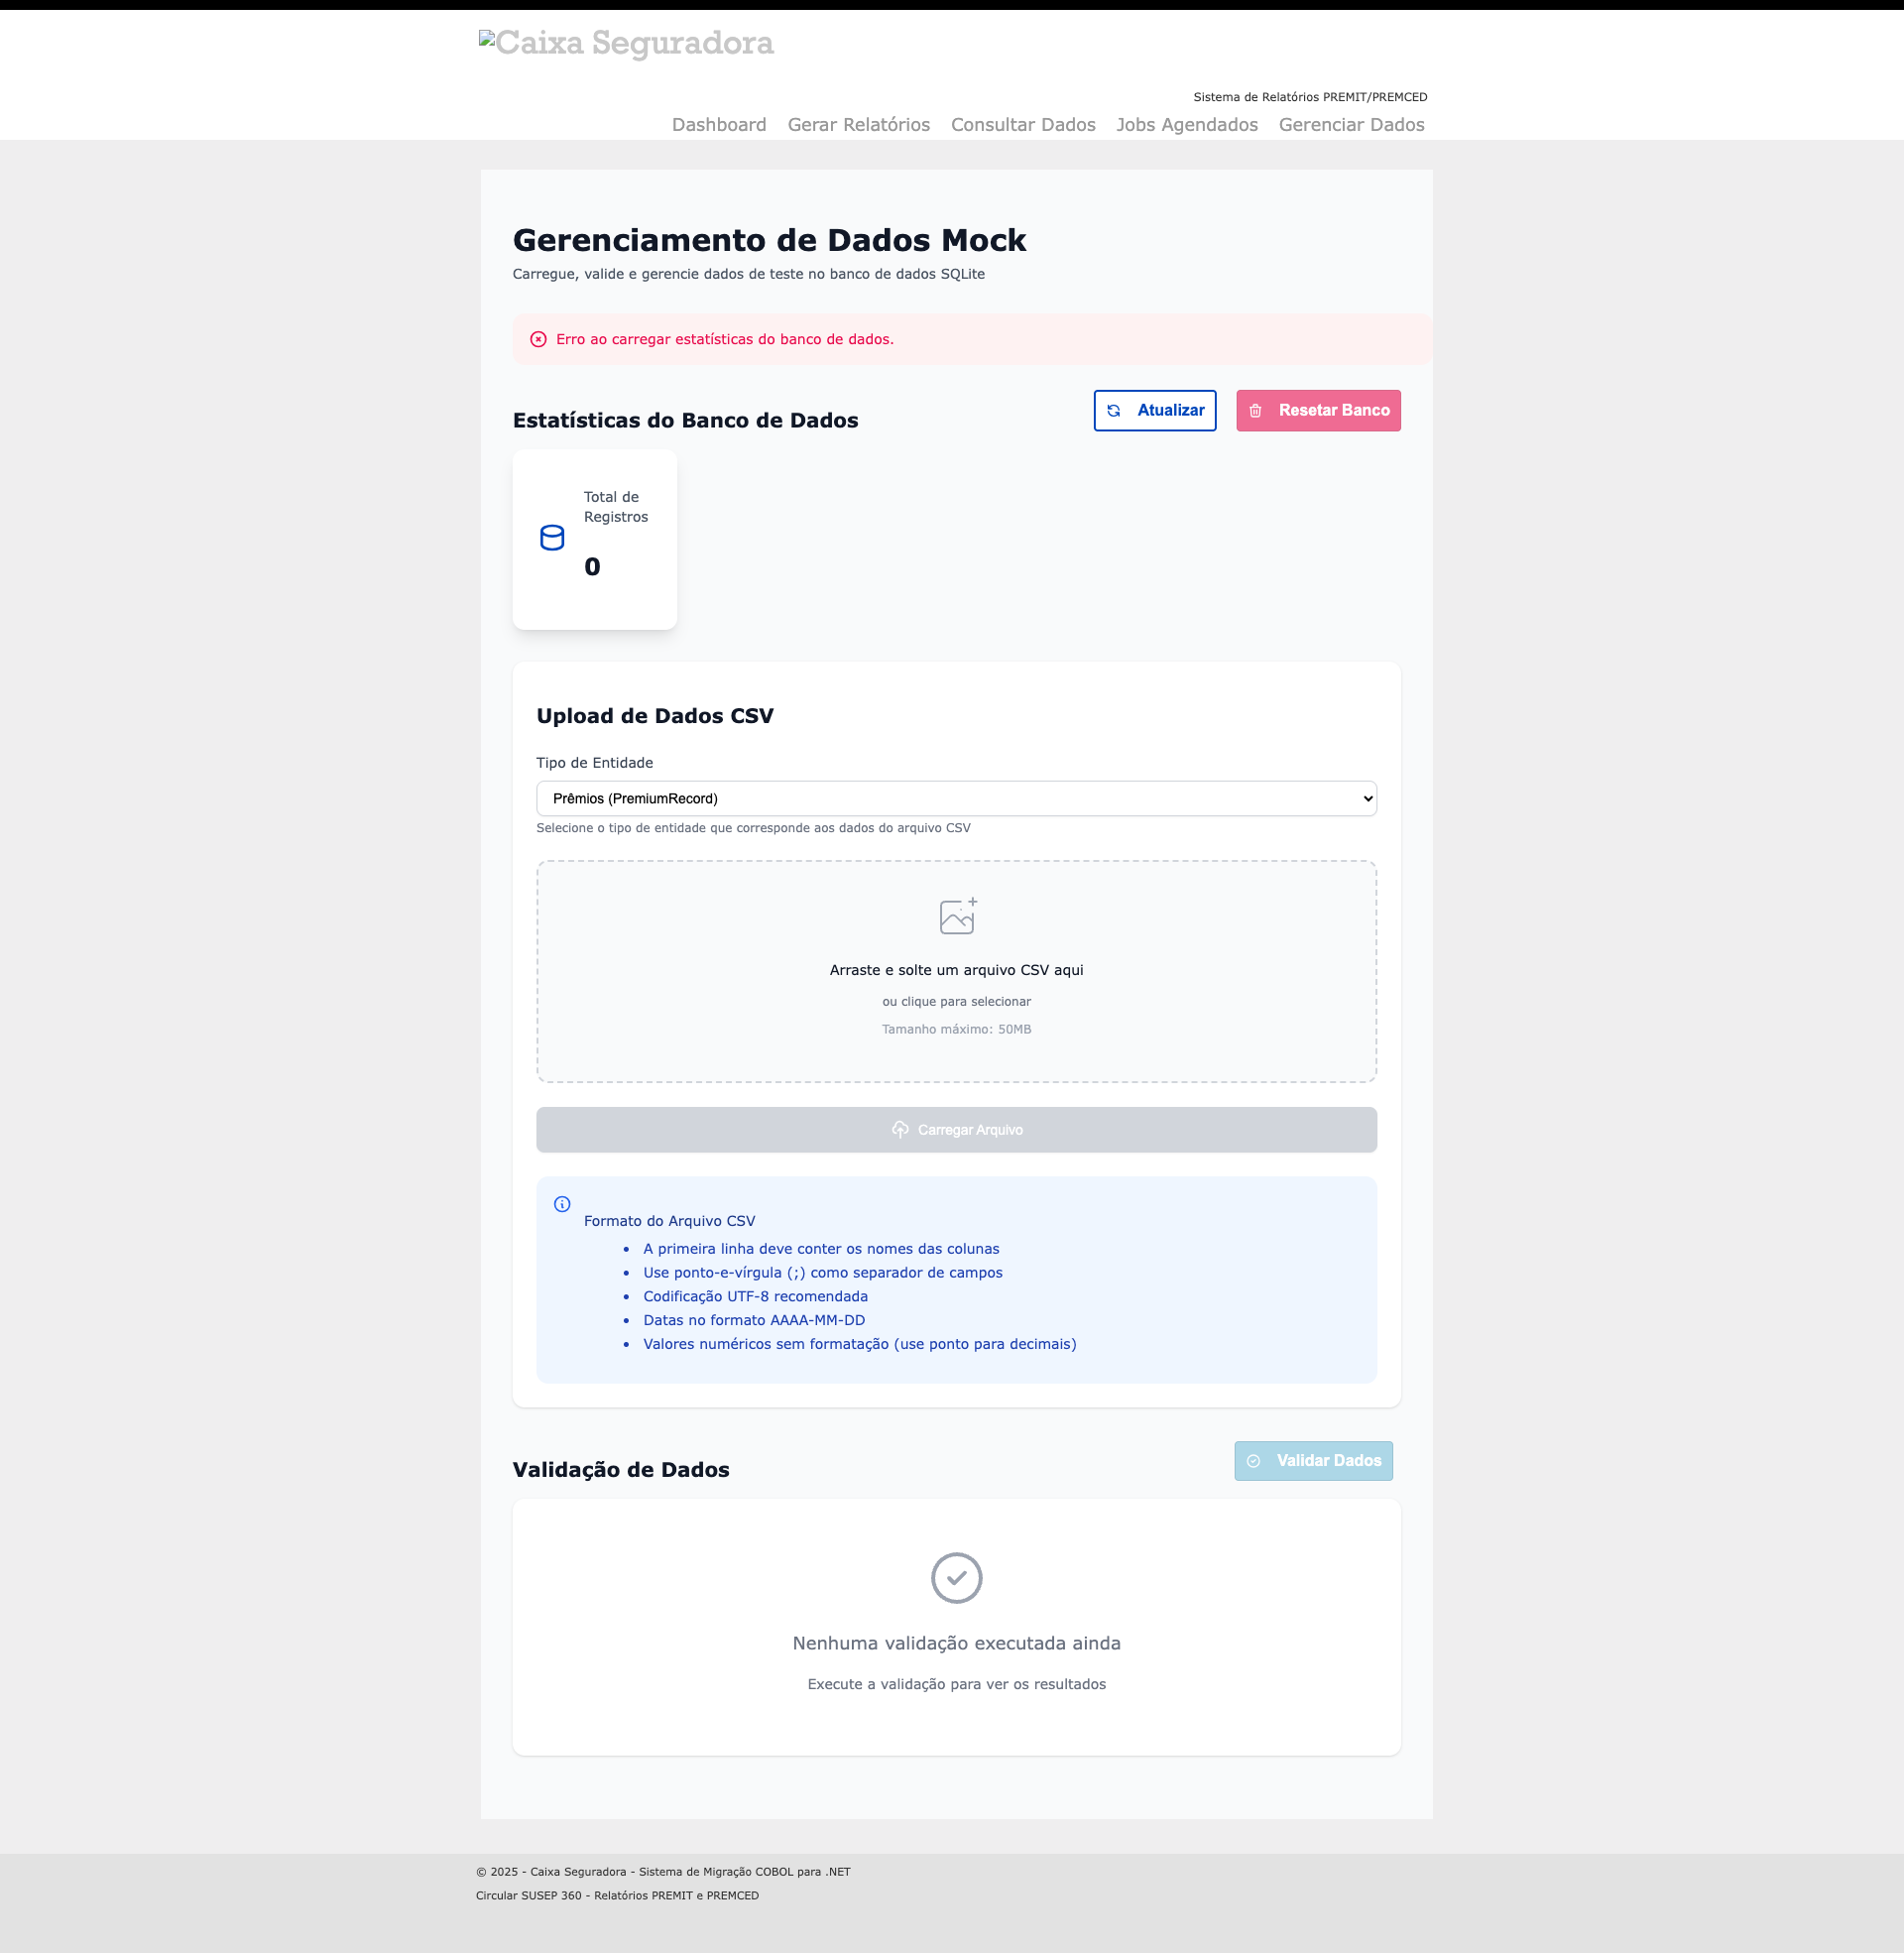 Caixa Seguradora
Sistema de Relatórios PREMIT/PREMCED
Dashboard Gerar Relatórios Consultar Dados Jobs Agendados Gerenciar Dados
Gerenciamento de Dados Mock
Carregue, valide e gerencie dados de teste no banco de dados SQLite
Erro ao carregar estatísticas do banco de dados.
Estatísticas do Banco de Dados
Atualizar
Resetar Banco
Total de
Registros
0
Upload de Dados CSV
Tipo de Entidade
Prêmios (PremiumRecord)
Selecione o tipo de entidade que corresponde aos dados do arquivo CSV
Arraste e solte um arquivo CSV aqui
ou clique para selecionar
Tamanho máximo: 50MB
Carregar Arquivo
Formato do Arquivo CSV
• A primeira linha deve conter os nomes das colunas
• Use ponto-e-vírgula (;) como separador de campos
• Codificação UTF-8 recomendada
• Datas no formato AAAA-MM-DD
• Valores numéricos sem formatação (use ponto para decimais)
Validação de Dados
Validar Dados
Nenhuma validação executada ainda
Execute a validação para ver os resultados
© 2025 - Caixa Seguradora - Sistema de Migração COBOL para .NET
Circular SUSEP 360 - Relatórios PREMIT e PREMCED